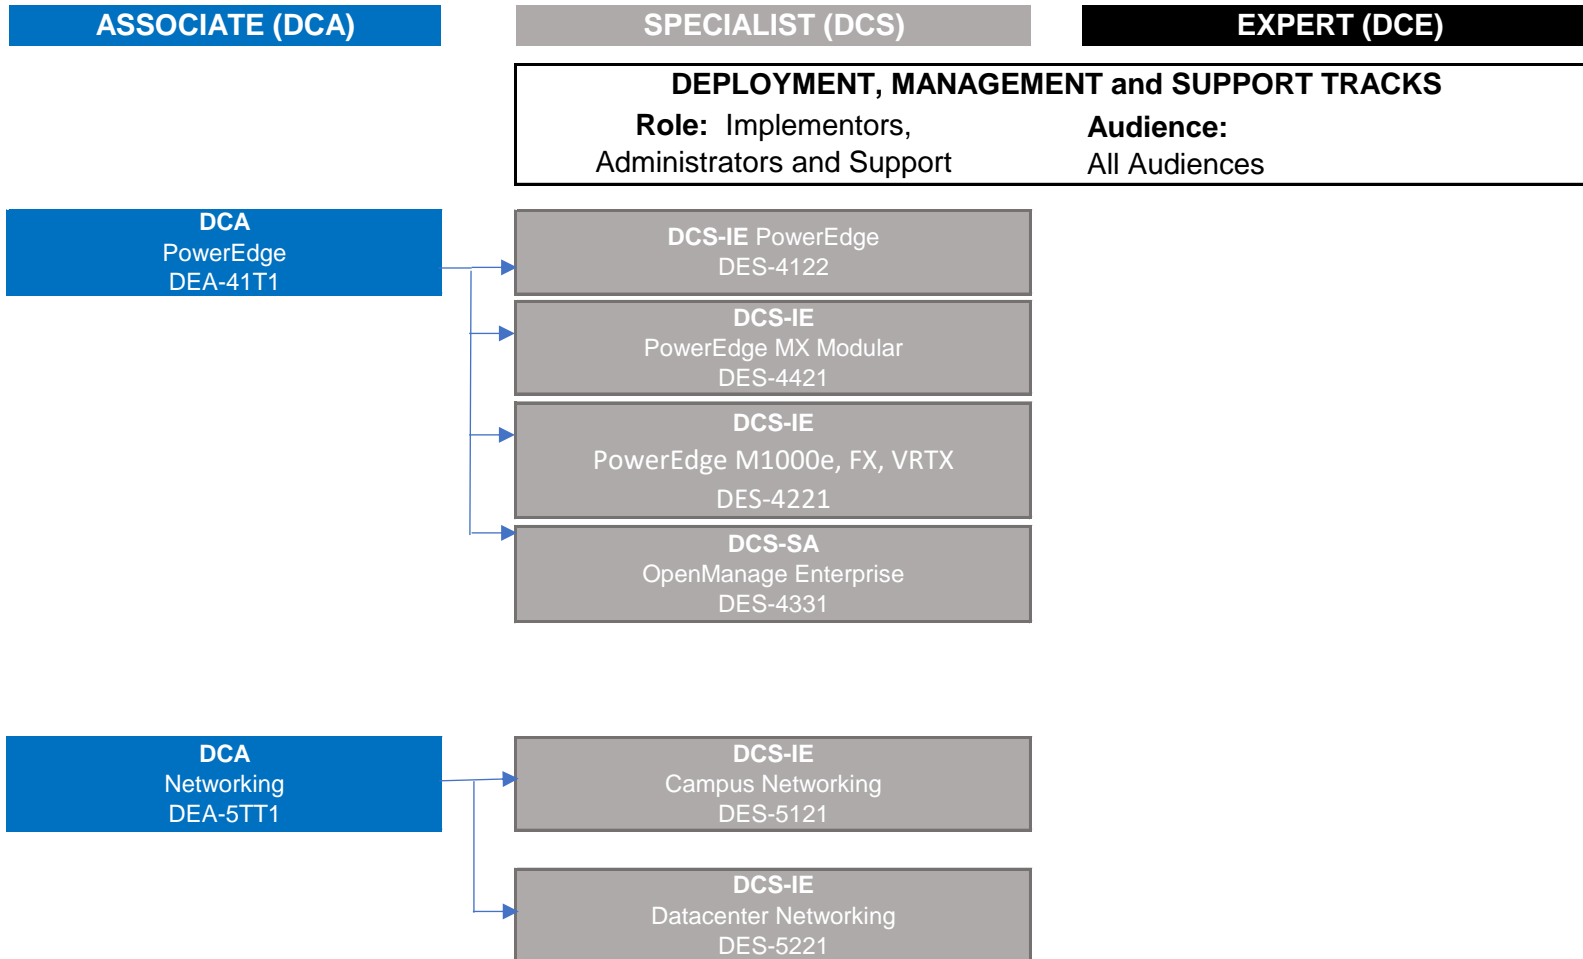 ASSOCIATE (DCA)
SPECIALIST (DCS)
EXPERT (DCE)
DEPLOYMENT, MANAGEMENT and SUPPORT TRACKS
Role: Implementors,
Administrators and Support
Audience:
All Audiences
DCA
PowerEdge
DEA-41T1
DCS-IE PowerEdge
DES-4122
DCS-IE
PowerEdge MX Modular
DES-4421
DCS-IE
PowerEdge M1000e, FX, VRTX
DES-4221
DCS-SA
OpenManage Enterprise
DES-4331
DCA
Networking
DEA-5TT1
DCS-IE
Campus Networking
DES-5121
DCS-IE
Datacenter Networking
DES-5221